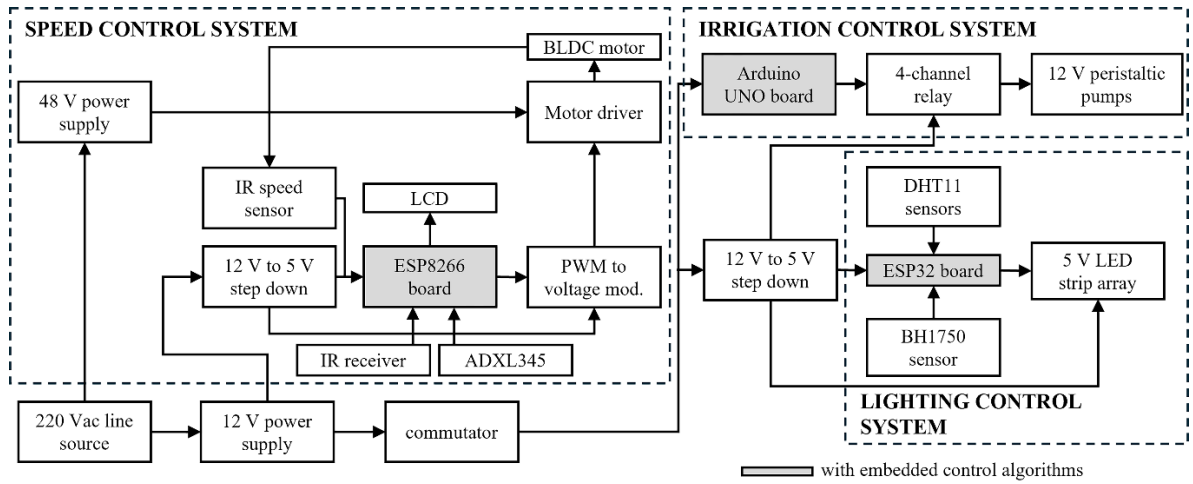 SPEED CONTROL SYSTEM
BLDC motor
48 V power
supply
Motor driver
IR speed
sensor
LCD
12 V to 5 V
step down
ESP8266
board
PWM to
voltage mod.
IR receiver
ADXL345
220 Vac line
source
12 V power
supply
commutator
IRRIGATION CONTROL SYSTEM
Arduino
UNO board
4-channel
relay
12 V peristaltic
pumps
12 V to 5 V
step down
DHT11
sensors
ESP32 board
5 V LED
strip array
BH1750
sensor
LIGHTING CONTROL
SYSTEM
with embedded control algorithms